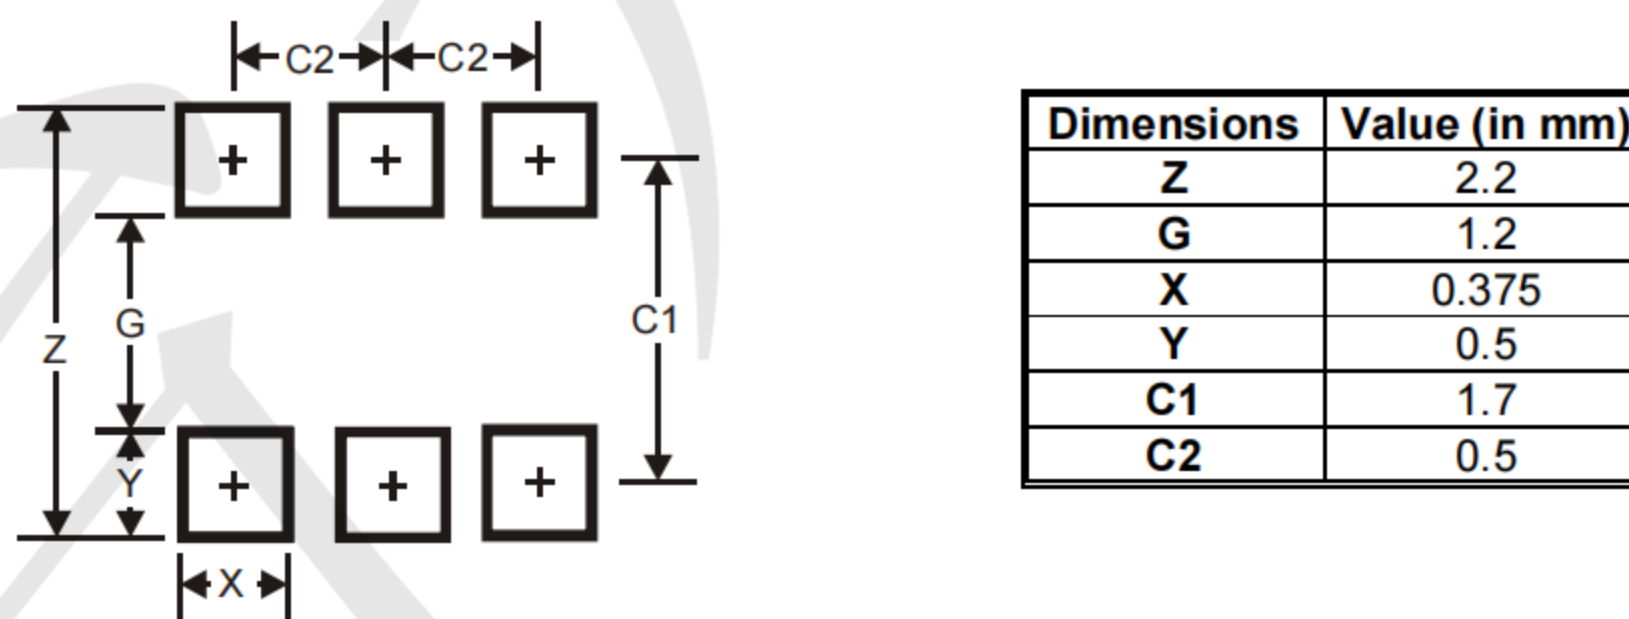 C2 C2
Z
G
Y
X
C1
Dimensions Value (in mm)
Z 2.2
G 1.2
X 0.375
Y 0.5
C1 1.7
C2 0.5